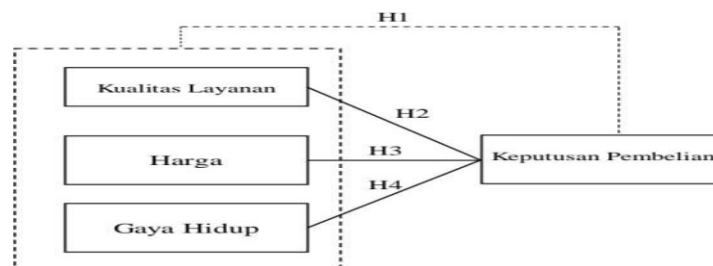 H1
Kualitas Layanan
H2
Harga
H3
Keputusan Pembelian
H4
Gaya Hidup